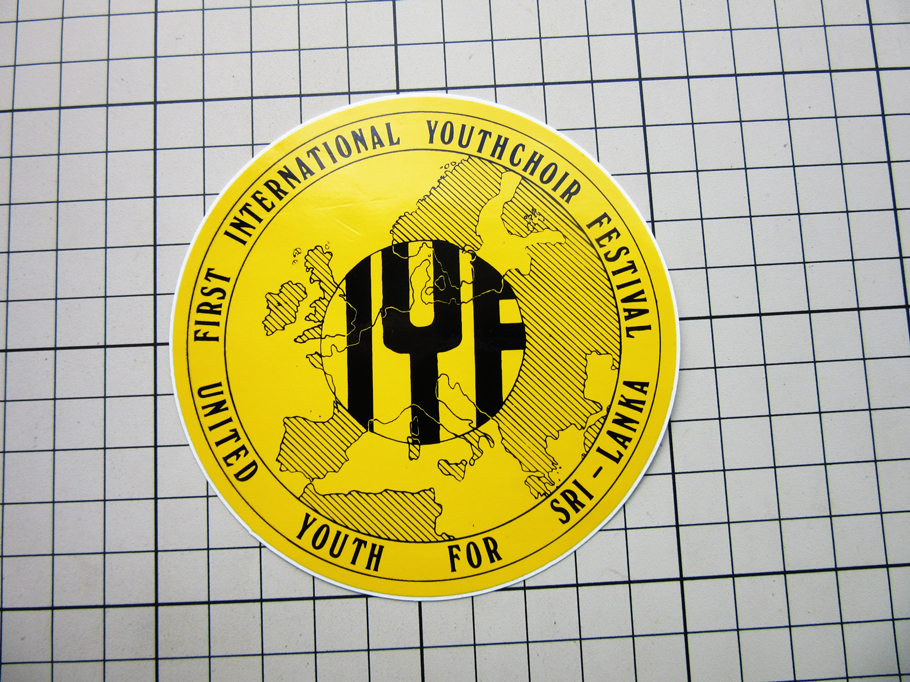 FIRST INTERNATIONAL YOUTHCHOIR FESTIVAL
UNITED YOUTH FOR SRI-LANKA
IYF